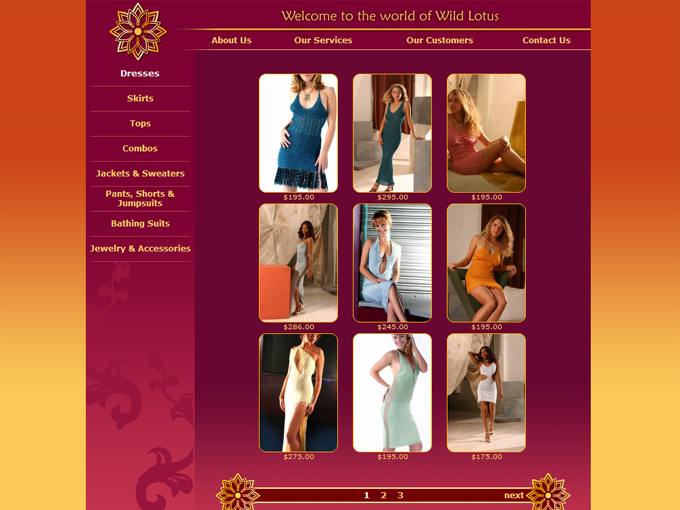 Welcome to the world of Wild Lotus
About Us
Our Services
Our Customers
Contact Us
Dresses
Skirts
Tops
Combos
Jackets & Sweaters
Pants, Shorts &
Jumpsuits
Bathing Suits
Jewelry & Accessories
$195.00
$295.00
$195.00
$286.00
$245.00
$195.00
$275.00
$195.00
$175.00
1 2 3
next